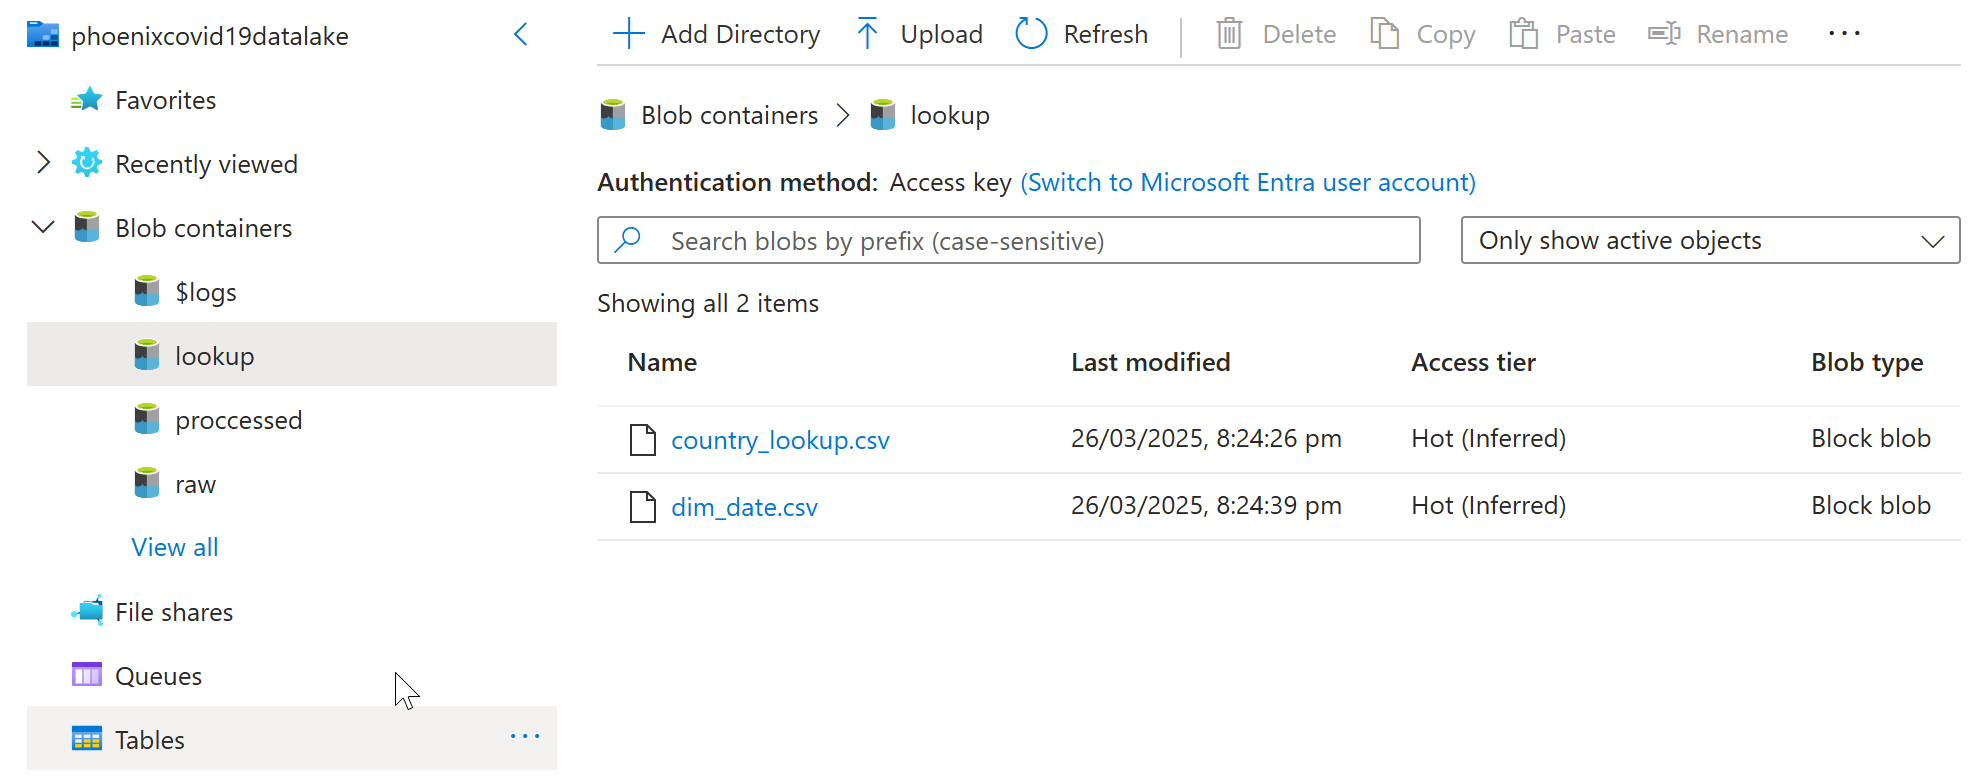 phoenixcovid19datalake
Favorites
Recently viewed
Blob containers
$logs
lookup
proccessed
raw
View all
File shares
Queues
Tables
Add Directory Upload Refresh Delete Copy Paste Rename
Blob containers lookup
Authentication method: Access key (Switch to Microsoft Entra user account)
Search blobs by prefix (case-sensitive) Only show active objects
Showing all 2 items
Name Last modified Access tier Blob type
country_lookup.csv 26/03/2025, 8:24:26 pm Hot (Inferred) Block blob
dim_date.csv 26/03/2025, 8:24:39 pm Hot (Inferred) Block blob